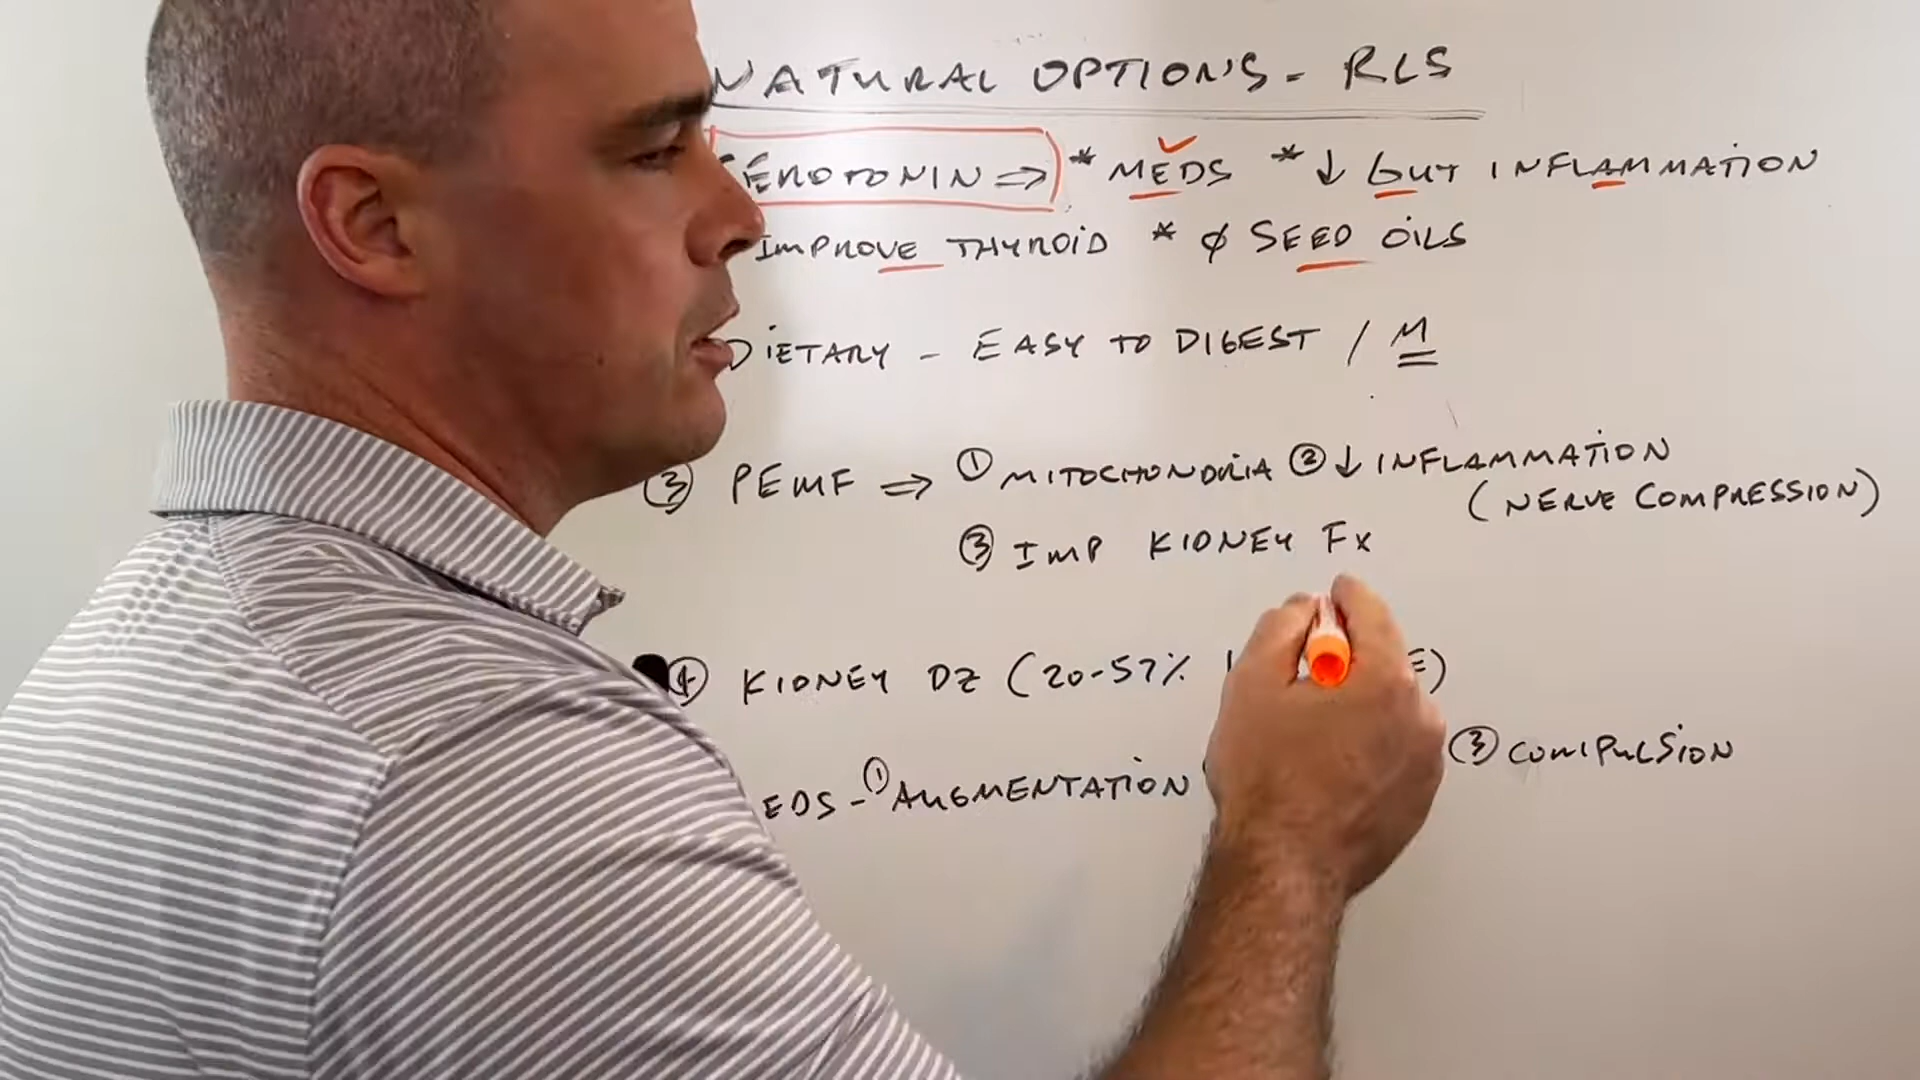 NATURAL OPTIONS - RLS
SEROTONIN ⇒ * MEDS * ↓ GUT INFLAMMATION
IMPROVE THYROID * ∅ SEED OILS
DIETARY - EASY TO DIGEST / M
③ PEMF ⇒ ① MITOCHONDRIA ② ↓ INFLAMMATION
(NERVE COMPRESSION)
③ IMP KIDNEY Fx
④ KIDNEY DZ (20-57% E)
③ COMPULSION
EDS - ① AUGMENTATION